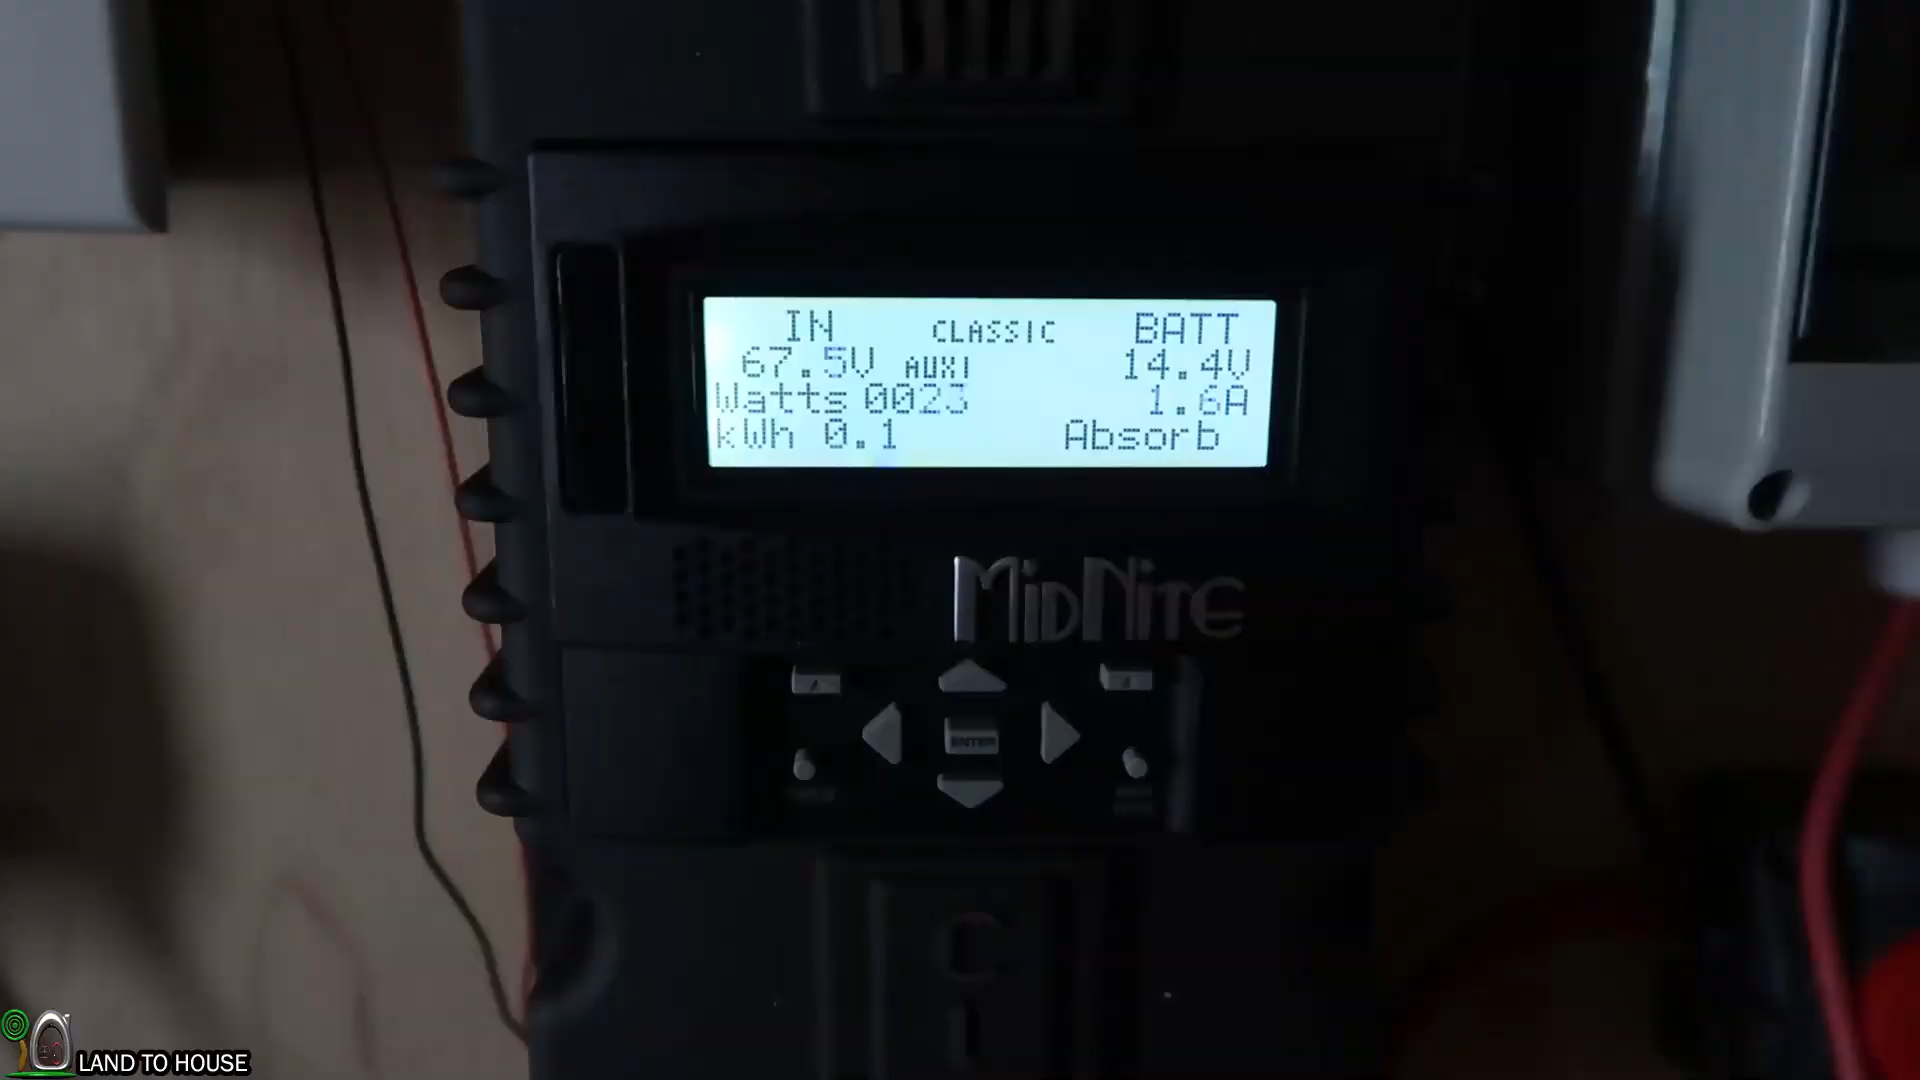 IN CLASSIC BATT
67.5V AUX1 14.4V
Watts 0023 1.6A
kWh 0.1 Absorb
MidNite
ENTER
LAND TO HOUSE